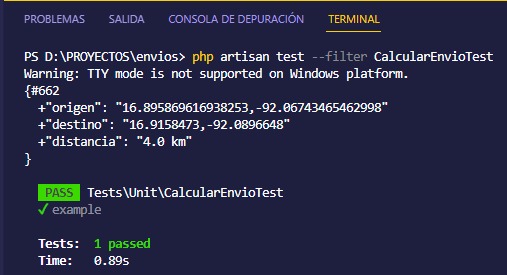 PROBLEMAS SALIDA CONSOLA DE DEPURACIÓN TERMINAL
PS D:\PROYECTOS\envios> php artisan test --filter CalcularEnvioTest
Warning: TTY mode is not supported on Windows platform.
{#662
+"origen": "16.895869616938253,-92.06743465462998"
+"destino": "16.9158473,-92.0896648"
+"distancia": "4.0 km"
}
PASS Tests\Unit\CalcularEnvioTest
✓ example
Tests: 1 passed
Time: 0.89s